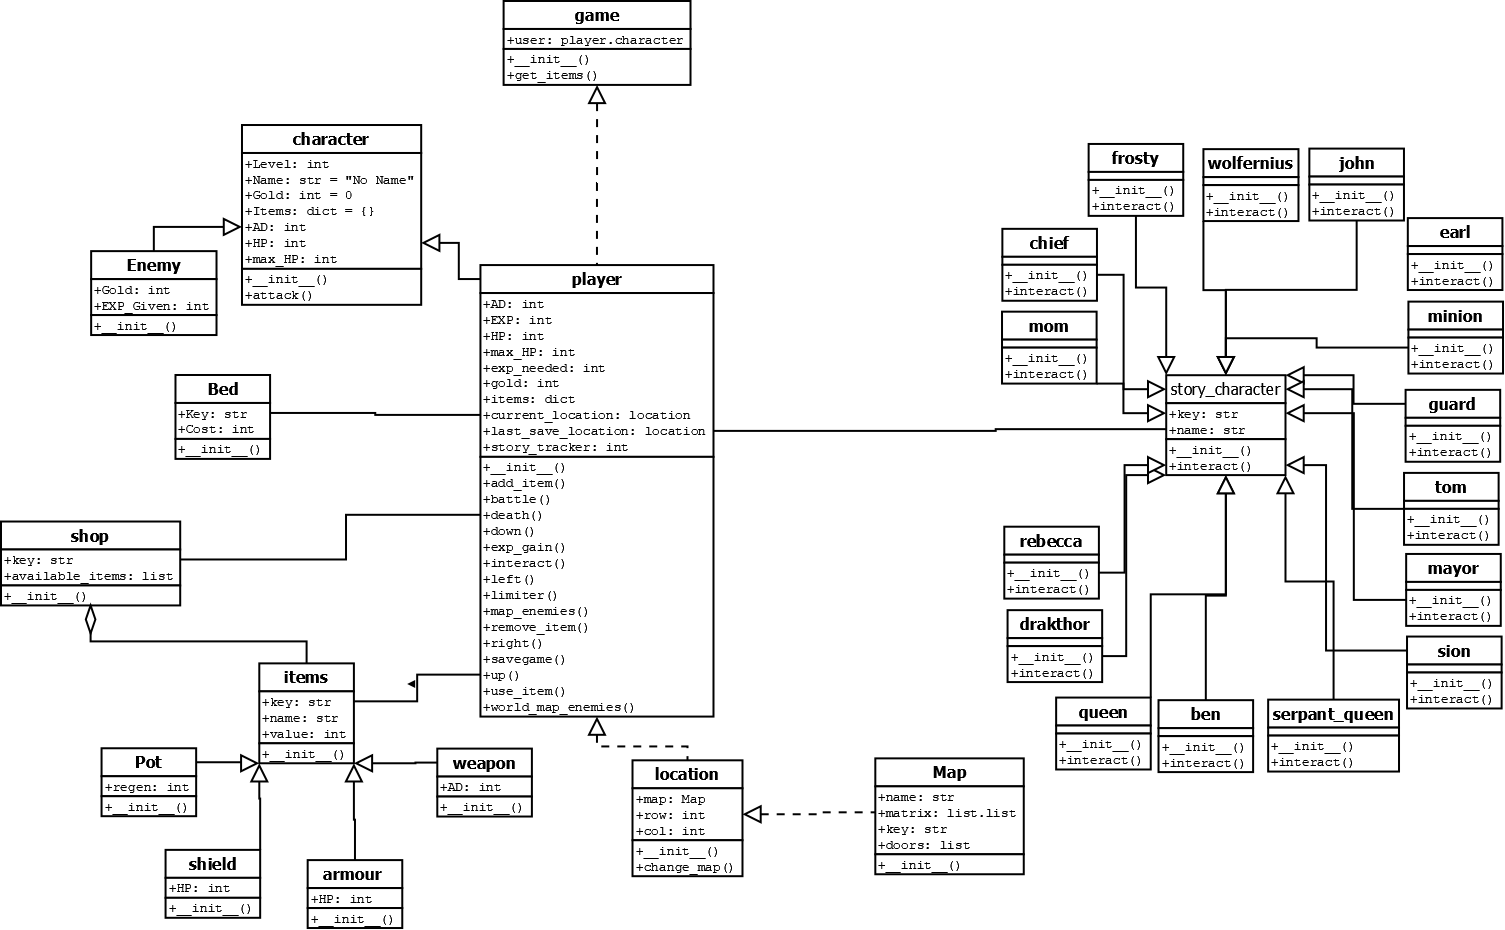 game
+user: player.character
+__init__()
+get_items()
character
+Level: int
+Name: str = "No Name"
+Gold: int = 0
+Items: dict = {}
+AD: int
+HP: int
+max_HP: int
+__init__()
+attack()
Enemy
+Gold: int
+EXP_Given: int
+__init__()
player
+AD: int
+EXP: int
+HP: int
+max_HP: int
+exp_needed: int
+gold: int
+items: dict
+current_location: location
+last_save_location: location
+story_tracker: int
+__init__()
+add_item()
+battle()
+death()
+down()
+exp_gain()
+interact()
+left()
+limiter()
+map_enemies()
+remove_item()
+right()
+savegame()
+up()
+use_item()
+world_map_enemies()
Bed
+Key: str
+Cost: int
+__init__()
shop
+key: str
+available_items: list
+__init__()
items
+key: str
+name: str
+value: int
+__init__()
Pot
+regen: int
+__init__()
weapon
+AD: int
+__init__()
shield
+HP: int
+__init__()
armour
+HP: int
+__init__()
location
+map: Map
+row: int
+col: int
+__init__()
+change_map()
Map
+name: str
+matrix: list.list
+key: str
+doors: list
+__init__()
frosty
+__init__()
+interact()
wolfernius
+__init__()
+interact()
john
+__init__()
+interact()
chief
+__init__()
+interact()
earl
+__init__()
+interact()
mom
+__init__()
+interact()
minion
+__init__()
+interact()
story_character
+key: str
+name: str
+__init__()
+interact()
guard
+__init__()
+interact()
tom
+__init__()
+interact()
rebecca
+__init__()
+interact()
mayor
+__init__()
+interact()
drakthor
+__init__()
+interact()
sion
+__init__()
+interact()
queen
+__init__()
+interact()
ben
+__init__()
+interact()
serpant_queen
+__init__()
+interact()